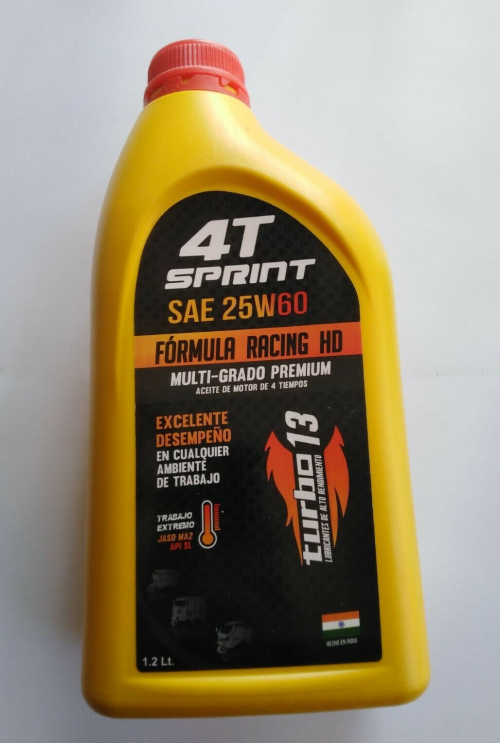 4T
SPRINT
SAE 25W60
FÓRMULA RACING HD
MULTI-GRADO PREMIUM
ACEITE DE MOTOR DE 4 TIEMPOS
EXCELENTE
DESEMPEÑO
EN CUALQUIER
AMBIENTE
DE TRABAJO
turbo13
LUBRICANTES DE ALTO RENDIMIENTO
TRABAJO
EXTREMO
JASO MA2
API SL
HECHO EN INDIA
1.2 Lt.